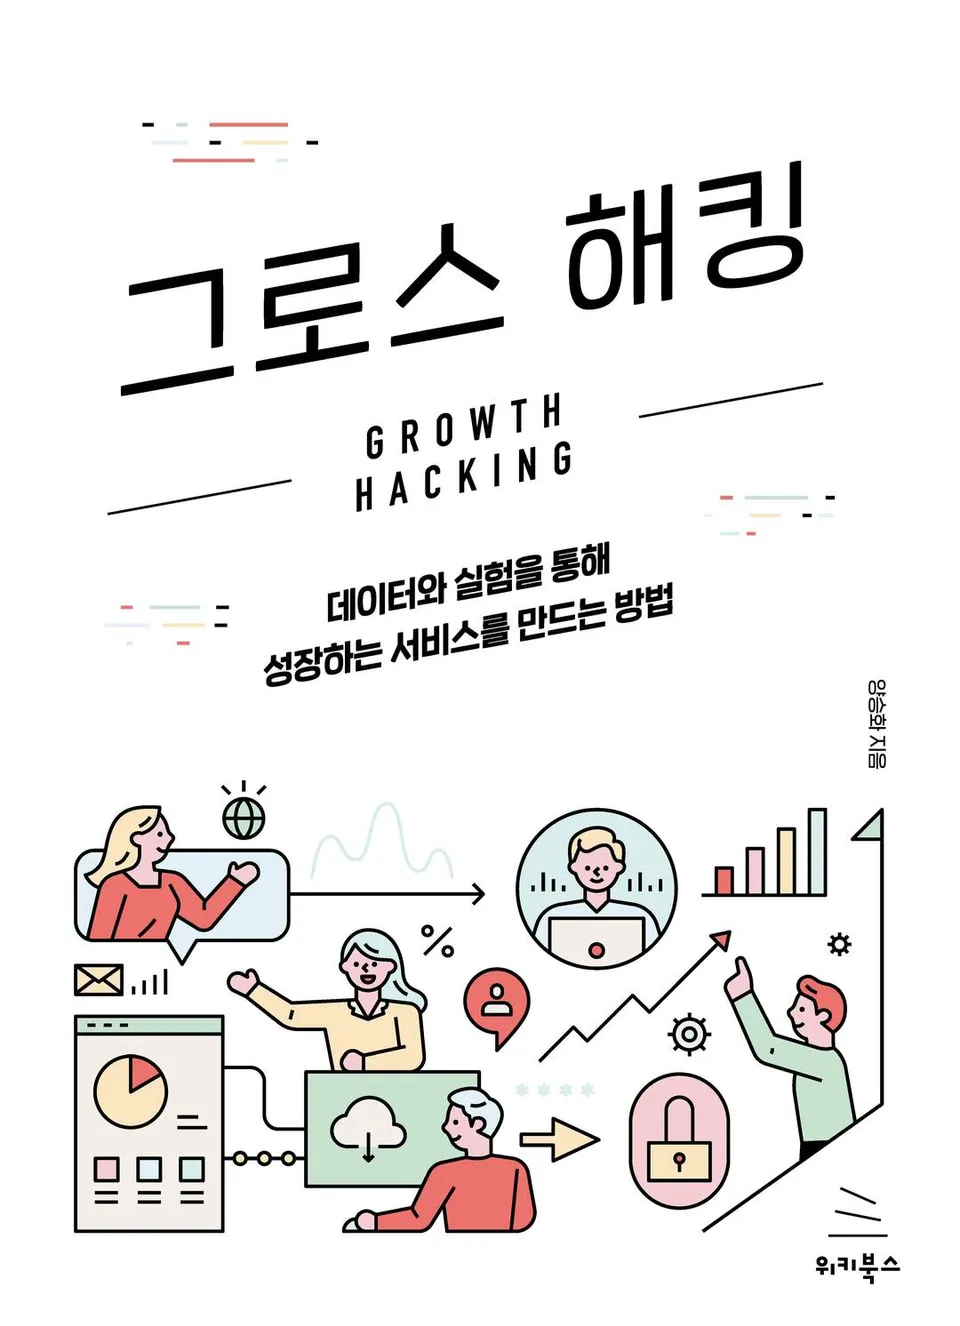 그로스 해킹
GROWTH
HACKING
데이터와 실험을 통해
성장하는 서비스를 만드는 방법
양승화 지음
%
****
위키북스